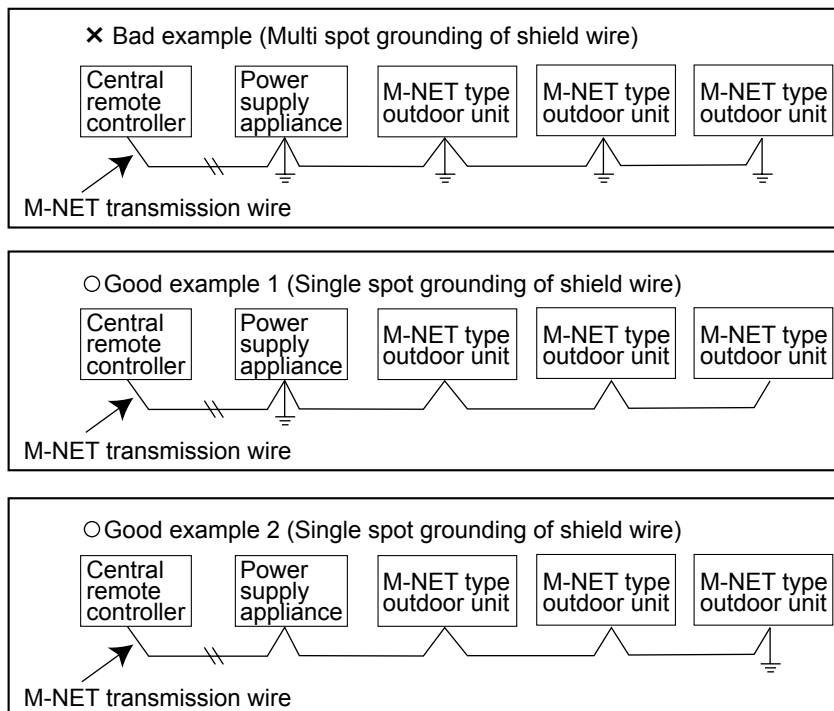 × Bad example (Multi spot grounding of shield wire)
Central remote controller
Power supply appliance
M-NET type outdoor unit
M-NET type outdoor unit
M-NET type outdoor unit
M-NET transmission wire
○ Good example 1 (Single spot grounding of shield wire)
Central remote controller
Power supply appliance
M-NET type outdoor unit
M-NET type outdoor unit
M-NET type outdoor unit
M-NET transmission wire
○ Good example 2 (Single spot grounding of shield wire)
Central remote controller
Power supply appliance
M-NET type outdoor unit
M-NET type outdoor unit
M-NET type outdoor unit
M-NET transmission wire